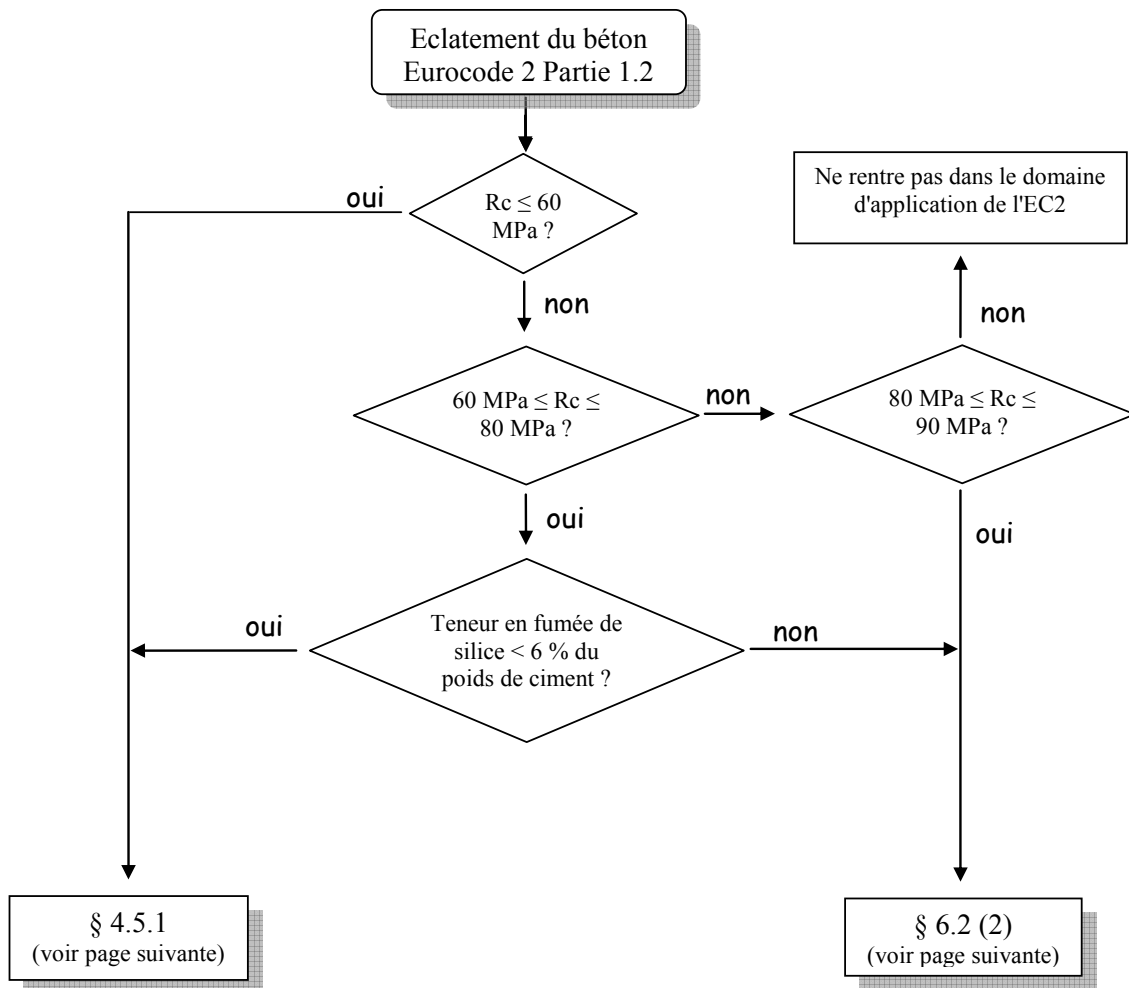 Eclatement du béton
Eurocode 2 Partie 1.2
oui
Rc ≤ 60
MPa ?
Ne rentre pas dans le domaine
d'application de l'EC2
non
non
60 MPa ≤ Rc ≤
80 MPa ?
non
80 MPa ≤ Rc ≤
90 MPa ?
oui
oui
oui
Teneur en fumée de
silice < 6 % du
poids de ciment ?
non
§ 4.5.1
(voir page suivante)
§ 6.2 (2)
(voir page suivante)